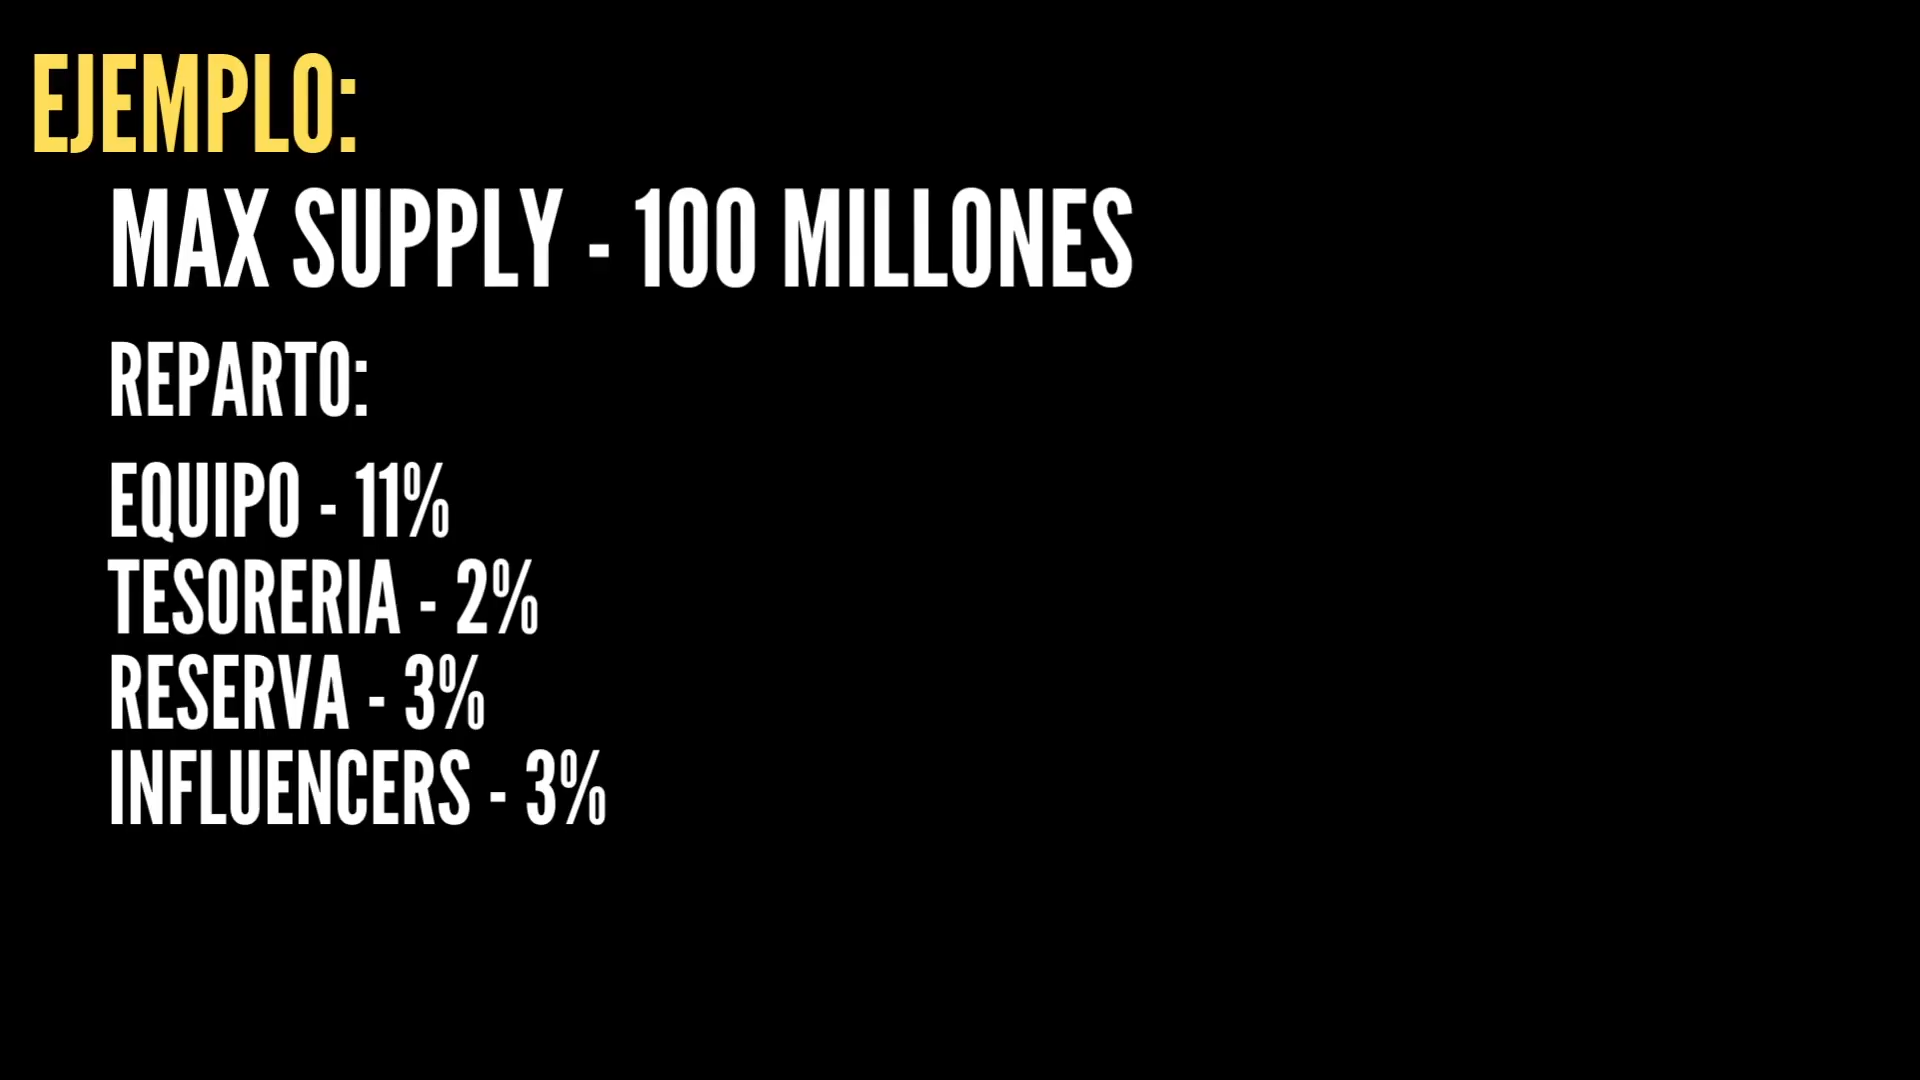 EJEMPLO:
MAX SUPPLY - 100 MILLONES
REPARTO:
EQUIPO - 11%
TESORERIA - 2%
RESERVA - 3%
INFLUENCERS - 3%